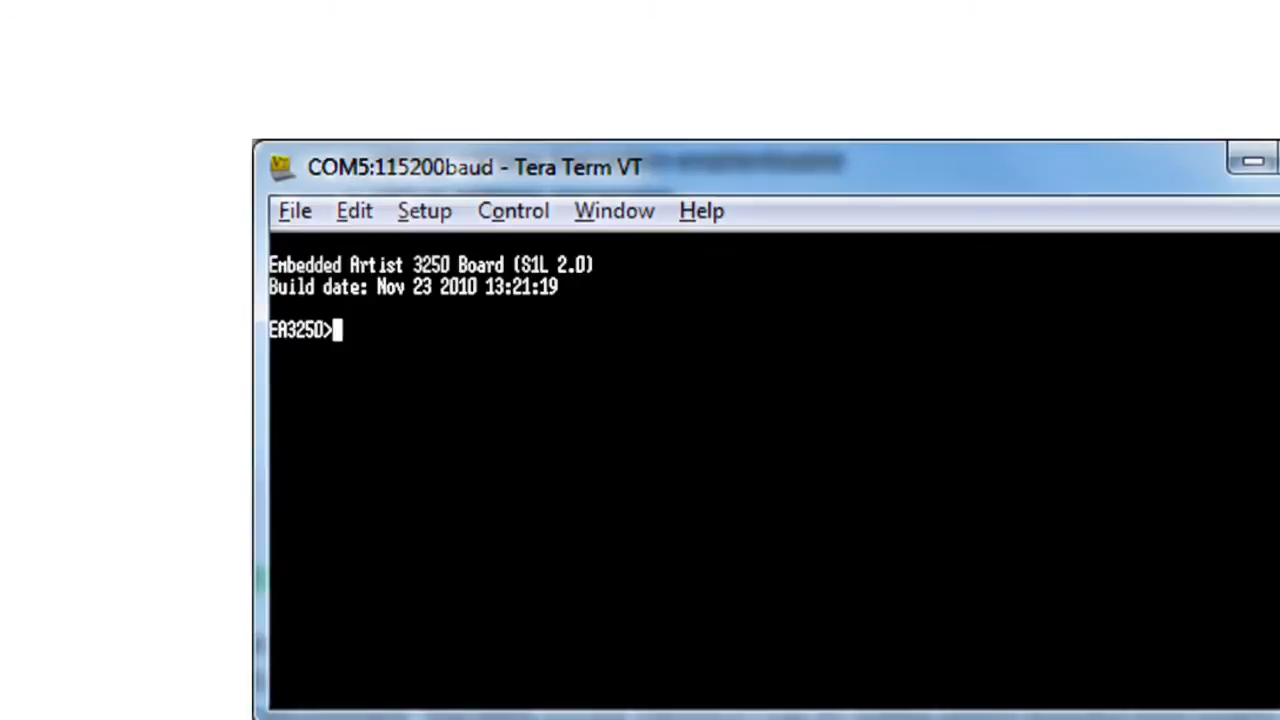 COM5:115200baud - Tera Term VT
File Edit Setup Control Window Help
Embedded Artist 3250 Board (S1L 2.0)
Build date: Nov 23 2010 13:21:19
EA3250>